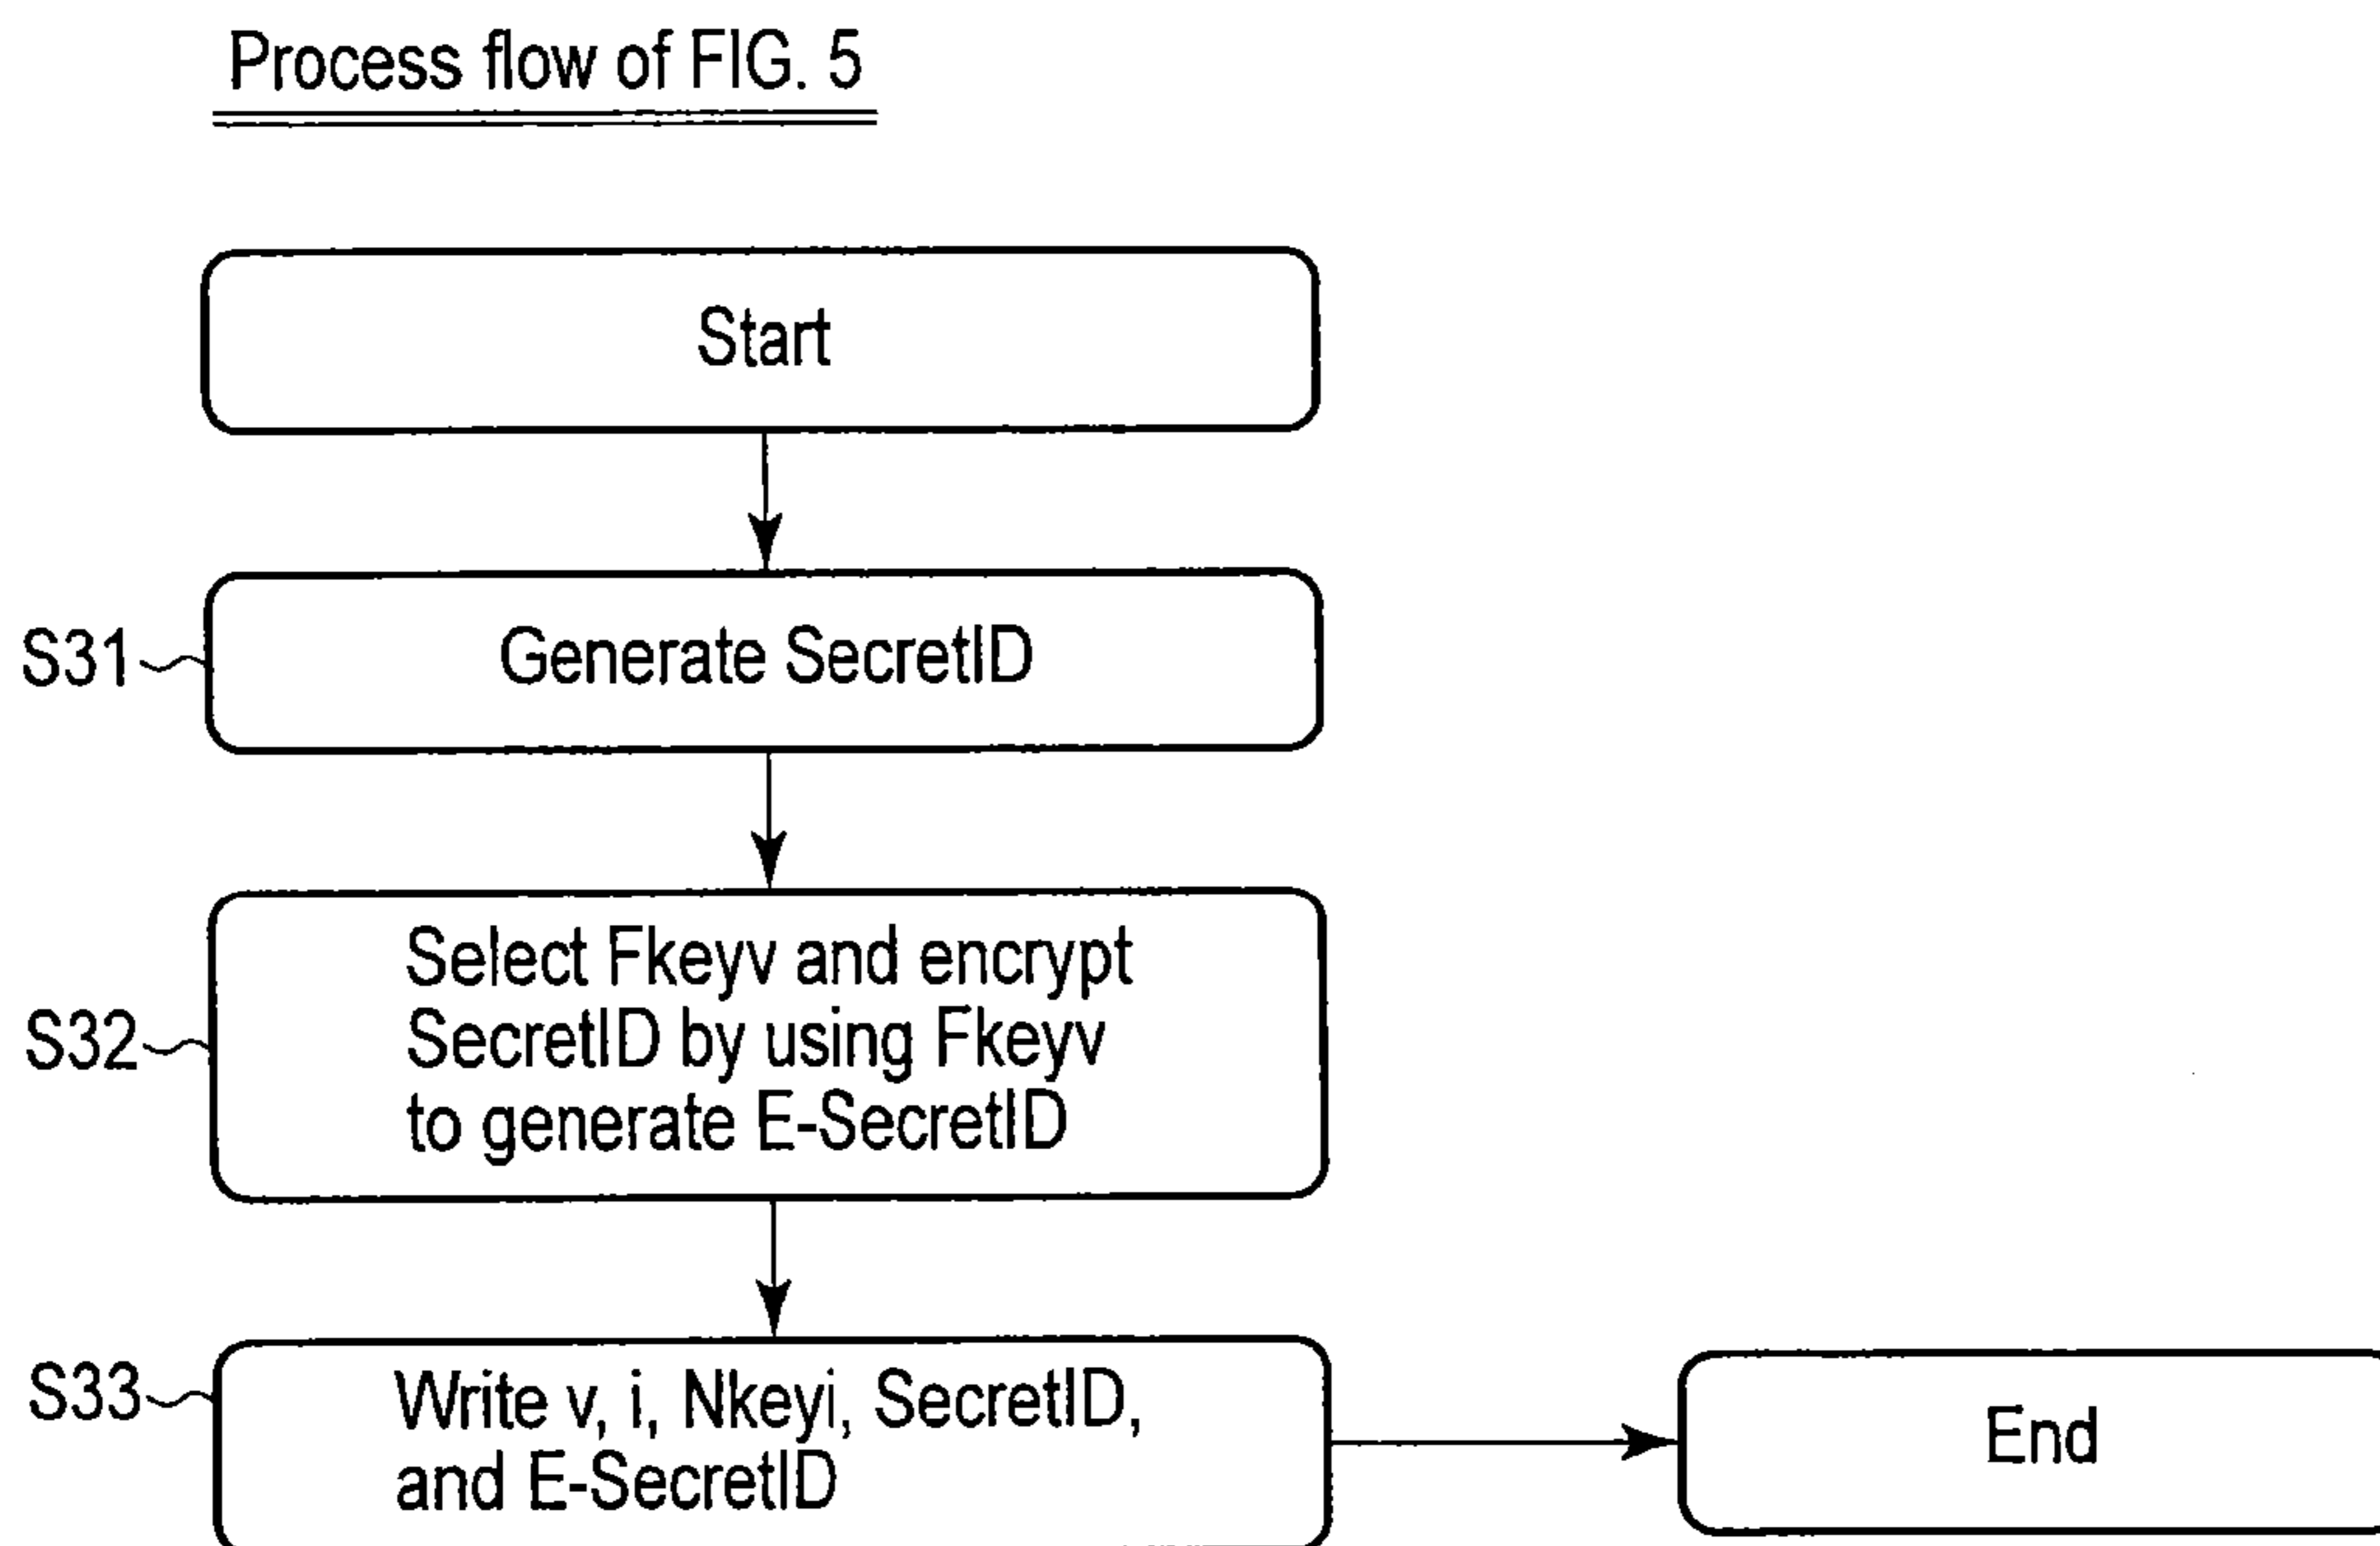 Process flow of FIG. 5
Start
S31
Generate SecretID
S32
Select Fkeyv and encrypt
SecretID by using Fkeyv
to generate E-SecretID
S33
Write v, i, Nkeyi, SecretID,
and E-SecretID
End